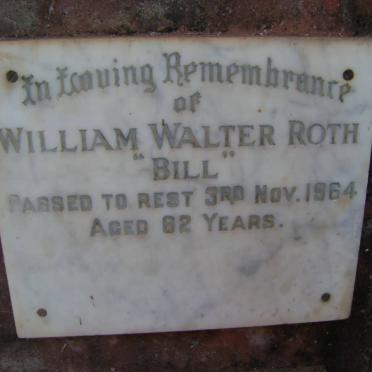 In Loving Remembrance
of
WILLIAM WALTER ROTH
"BILL"
PASSED TO REST 3RD NOV. 1964
AGED 62 YEARS.